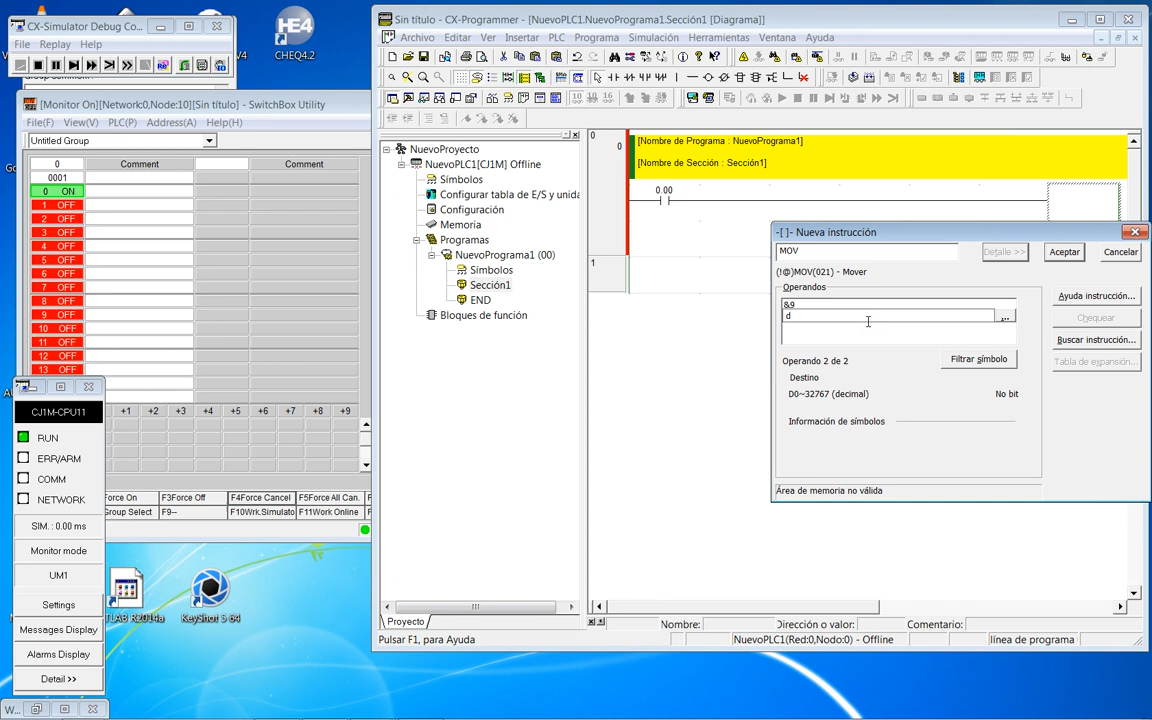 CX-Simulator Debug Co...
File Replay Help
V4
HE4
CHEQ4.2
[Monitor On][Network:0,Node:10][Sin título] - SwitchBox Utility
File(F) View(V) PLC(P) Address(A) Help(H)
Untitled Group
0 Comment Comment
0001
0 ON
1 OFF
2 OFF
3 OFF
4 OFF
5 OFF
6 OFF
7 OFF
8 OFF
9 OFF
10 OFF
11 OFF
12 OFF
13 OFF
+1 +2 +3 +4 +5 +6 +7 +8 +9
Force On F3Force Off F4Force Cancel F5Force All Can.
Group Select F9-- F10Wrk.Simulato F11Work Online
CJ1M-CPU11
RUN
ERR/ARM
COMM
NETWORK
SIM. : 0.00 ms
Monitor mode
UM1
Settings
Messages Display
Alarms Display
Detail >>
W...
TLAB R2014a
KeyShot 5 64
Sin título - CX-Programmer - [NuevoPLC1.NuevoPrograma1.Sección1 [Diagrama]]
Archivo Editar Ver Insertar PLC Programa Simulación Herramientas Ventana Ayuda
NuevoProyecto
NuevoPLC1[CJ1M] Offline
Símbolos
Configurar tabla de E/S y unida
Configuración
Memoria
Programas
NuevoPrograma1 (00)
Símbolos
Sección1
END
Bloques de función
Proyecto
0
0
[Nombre de Programa : NuevoPrograma1]
[Nombre de Sección : Sección1]
0.00
1
-[ ]- Nueva instrucción
MOV
Detalle >> Aceptar Cancelar
(!@)MOV(021) - Mover
Operandos
&9
d
...
Ayuda instrucción...
Chequear
Buscar instrucción...
Tabla de expansión...
Operando 2 de 2
Filtrar símbolo
Destino
D0~32767 (decimal) No bit
Información de símbolos
Área de memoria no válida
Nombre: Dirección o valor: Comentario:
Pulsar F1, para Ayuda
NuevoPLC1(Red:0,Nodo:0) - Offline
línea de programa